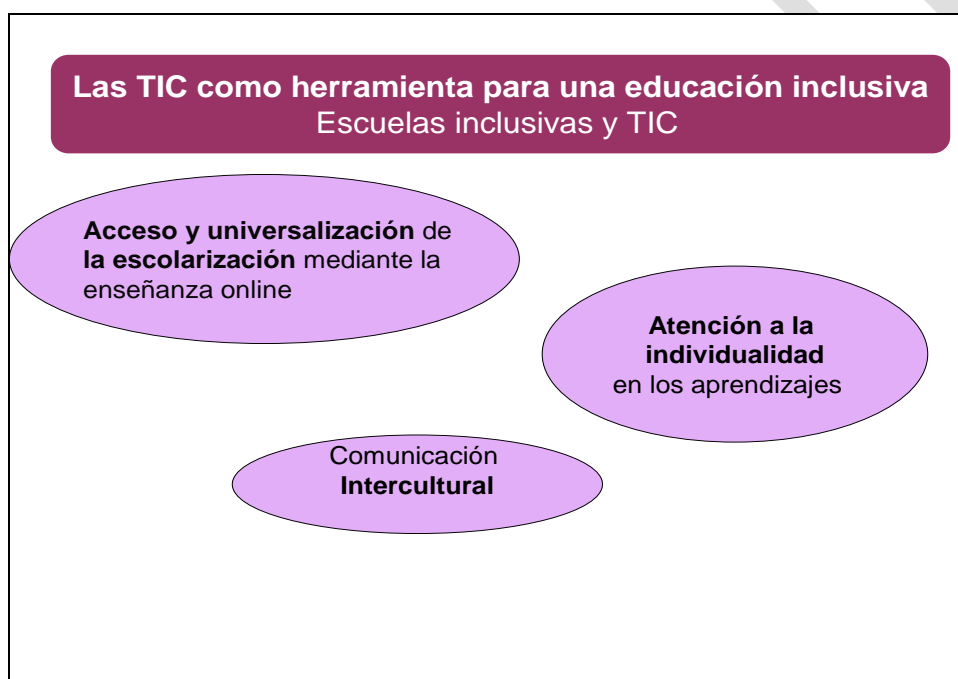 Las TIC como herramienta para una educación inclusiva
Escuelas inclusivas y TIC
Acceso y universalización de
la escolarización mediante la
enseñanza online
Atención a la
individualidad
en los aprendizajes
Comunicación
Intercultural